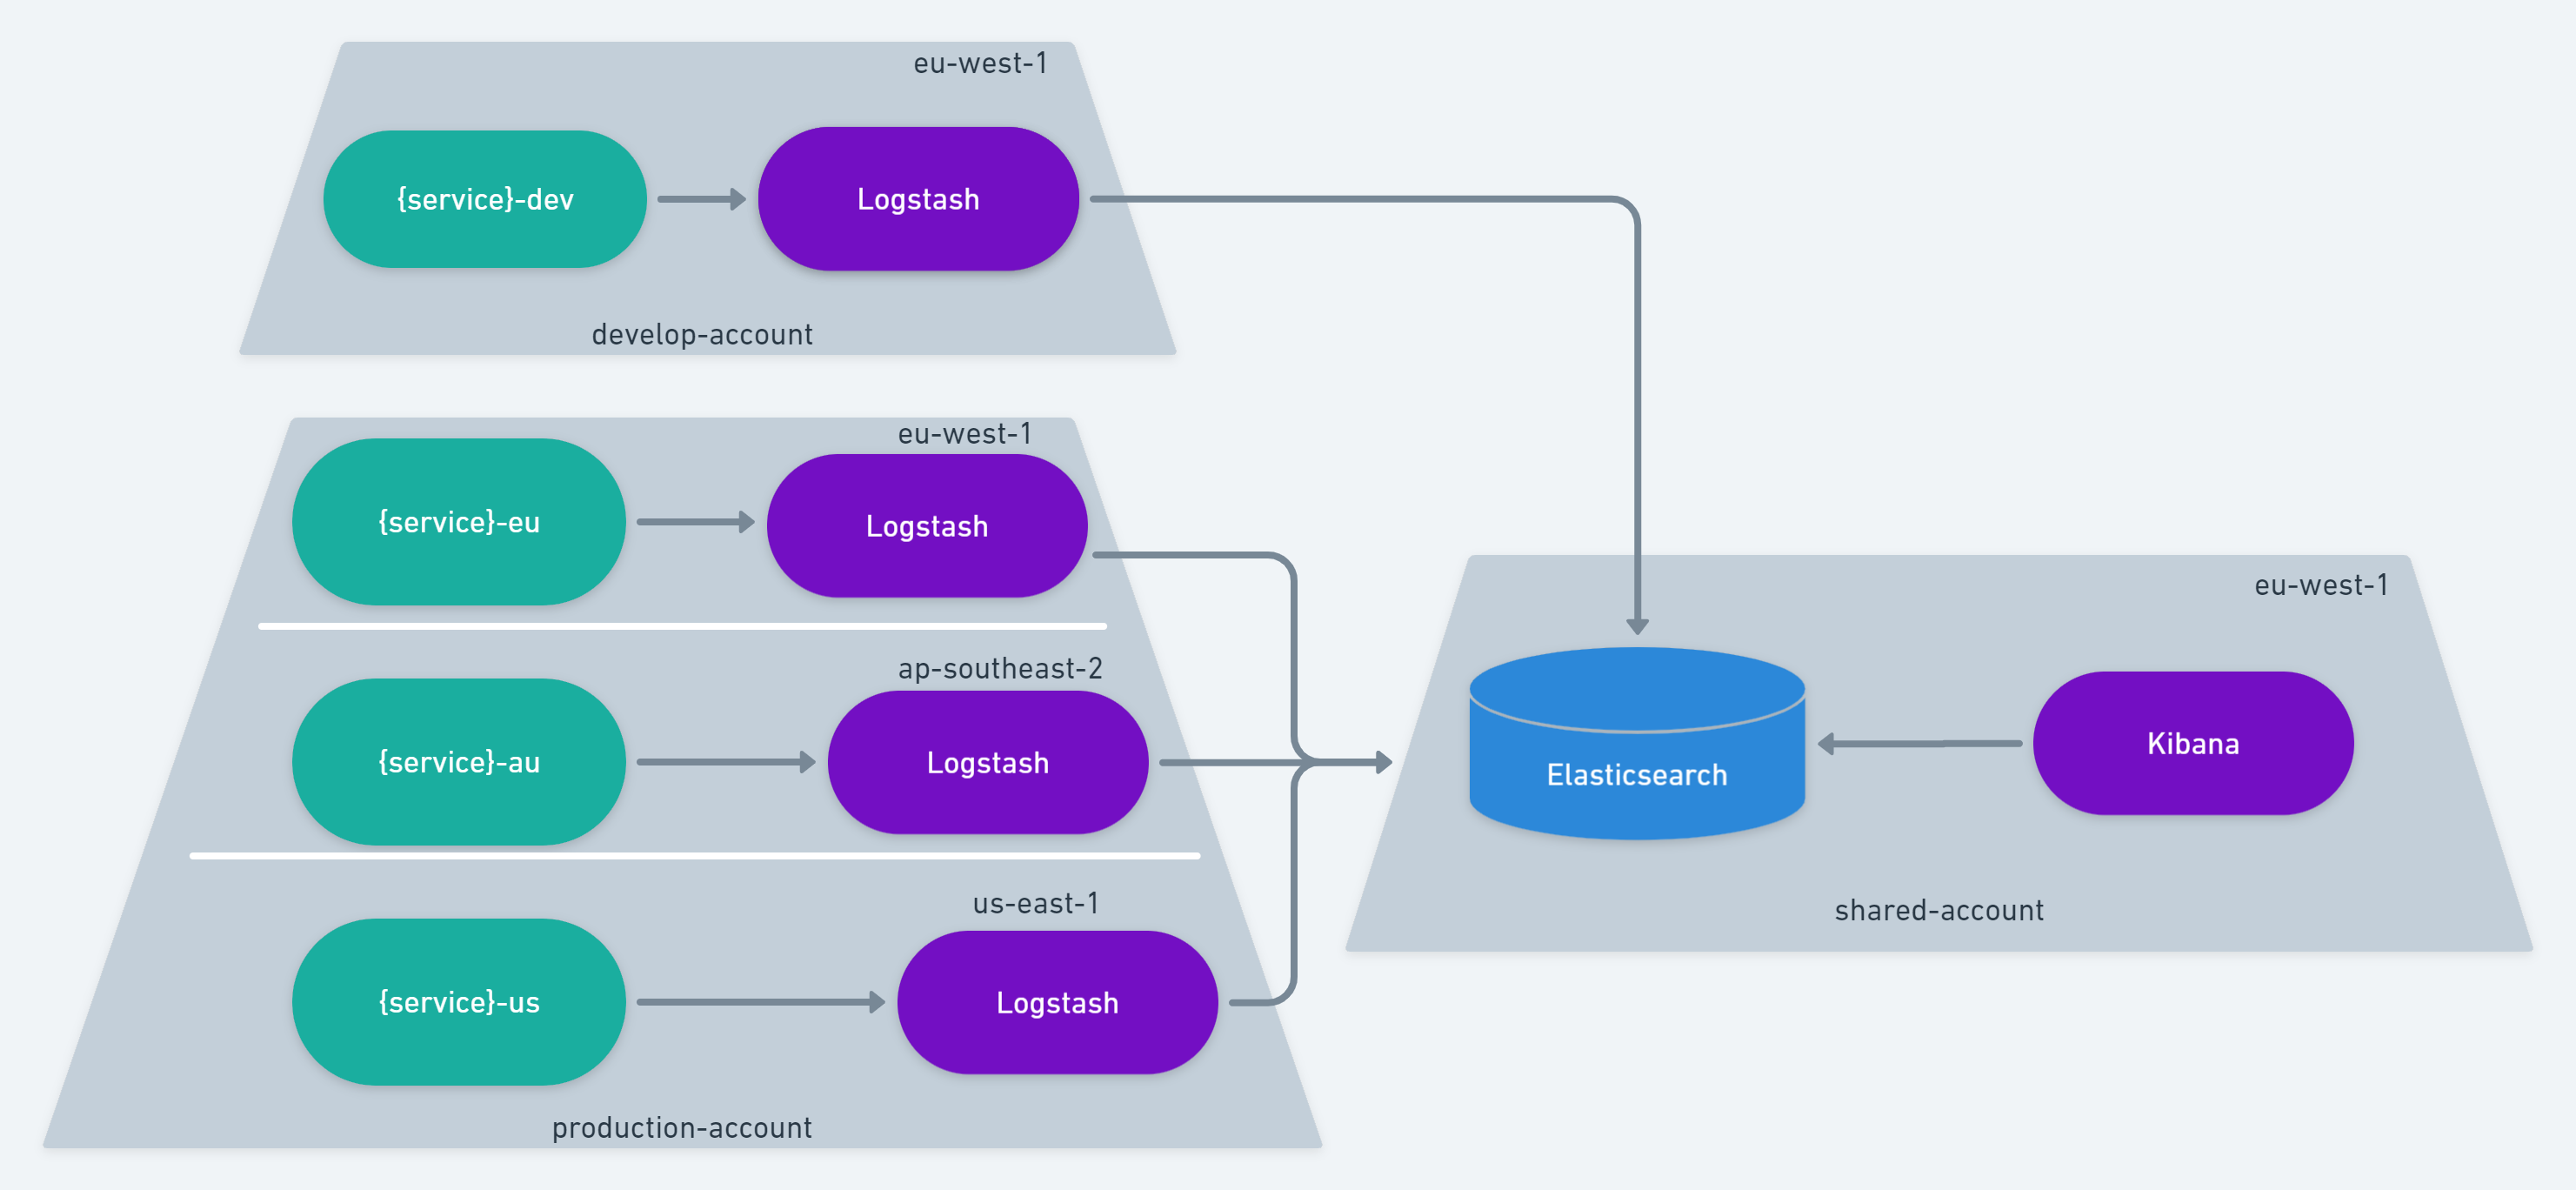 eu-west-1
{service}-dev
Logstash
develop-account
eu-west-1
{service}-eu
Logstash
ap-southeast-2
{service}-au
Logstash
us-east-1
{service}-us
Logstash
production-account
eu-west-1
Elasticsearch
Kibana
shared-account